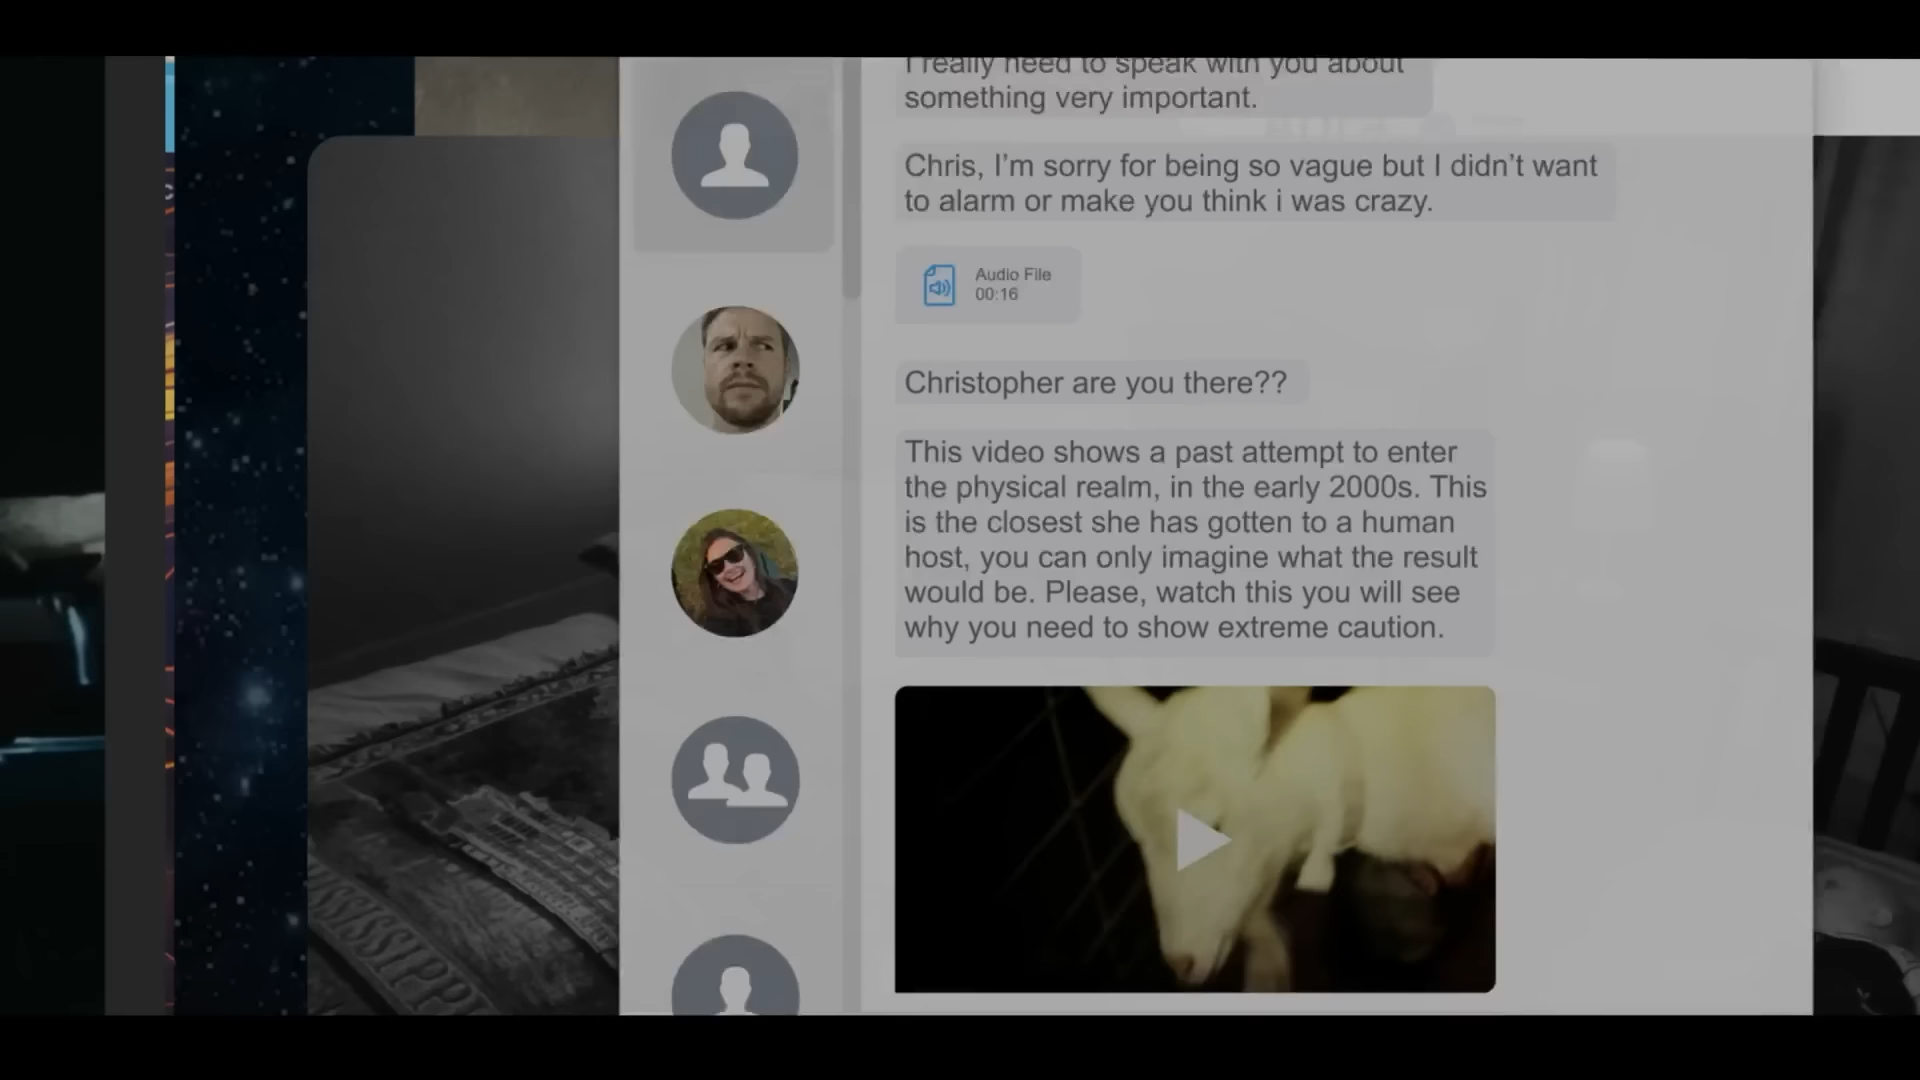 I really need to speak with you about
something very important.
Chris, I'm sorry for being so vague but I didn't want
to alarm or make you think i was crazy.
Audio File
00:16
Christopher are you there??
This video shows a past attempt to enter
the physical realm, in the early 2000s. This
is the closest she has gotten to a human
host, you can only imagine what the result
would be. Please, watch this you will see
why you need to show extreme caution.